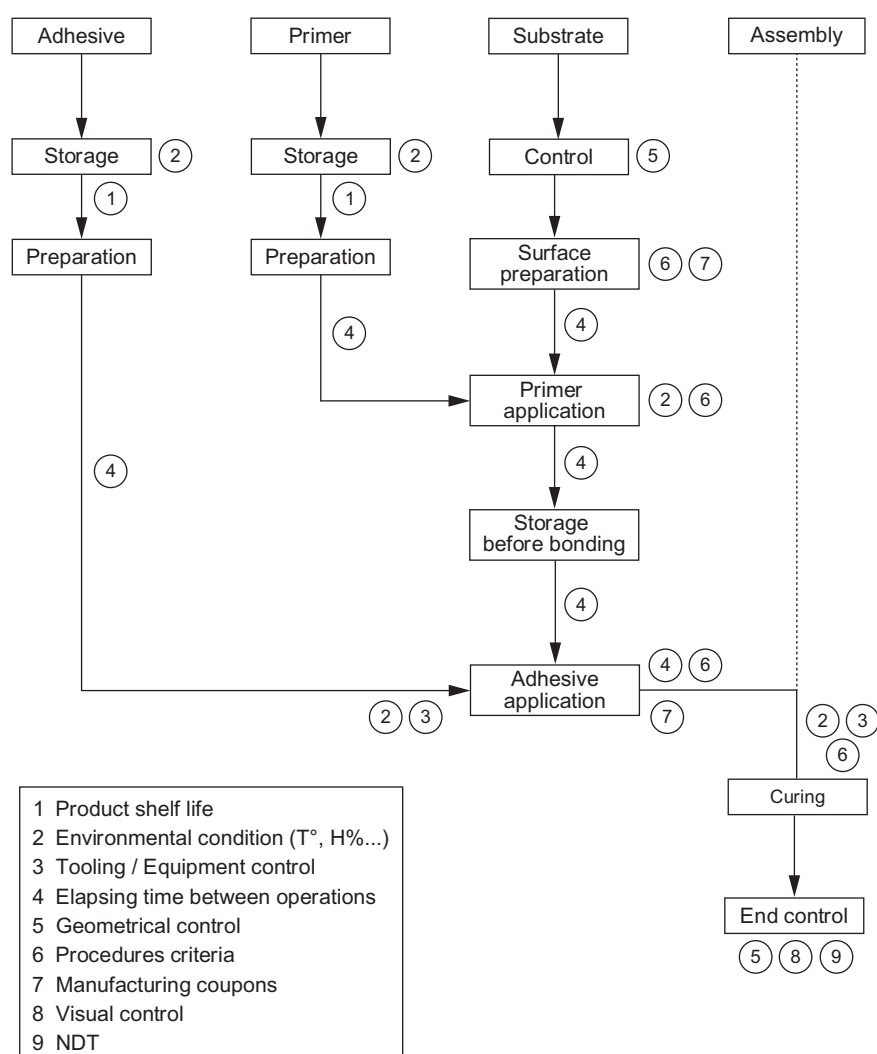 Adhesive
Primer
Substrate
Assembly
Storage
2
Storage
2
Control
5
1
1
Preparation
Preparation
Surface
preparation
6
7
4
4
Primer
application
2
6
4
4
Storage
before bonding
4
Adhesive
application
4
6
2
3
7
2
3
6
Curing
End control
5
8
9
1 Product shelf life
2 Environmental condition (T°, H%...)
3 Tooling / Equipment control
4 Elapsing time between operations
5 Geometrical control
6 Procedures criteria
7 Manufacturing coupons
8 Visual control
9 NDT